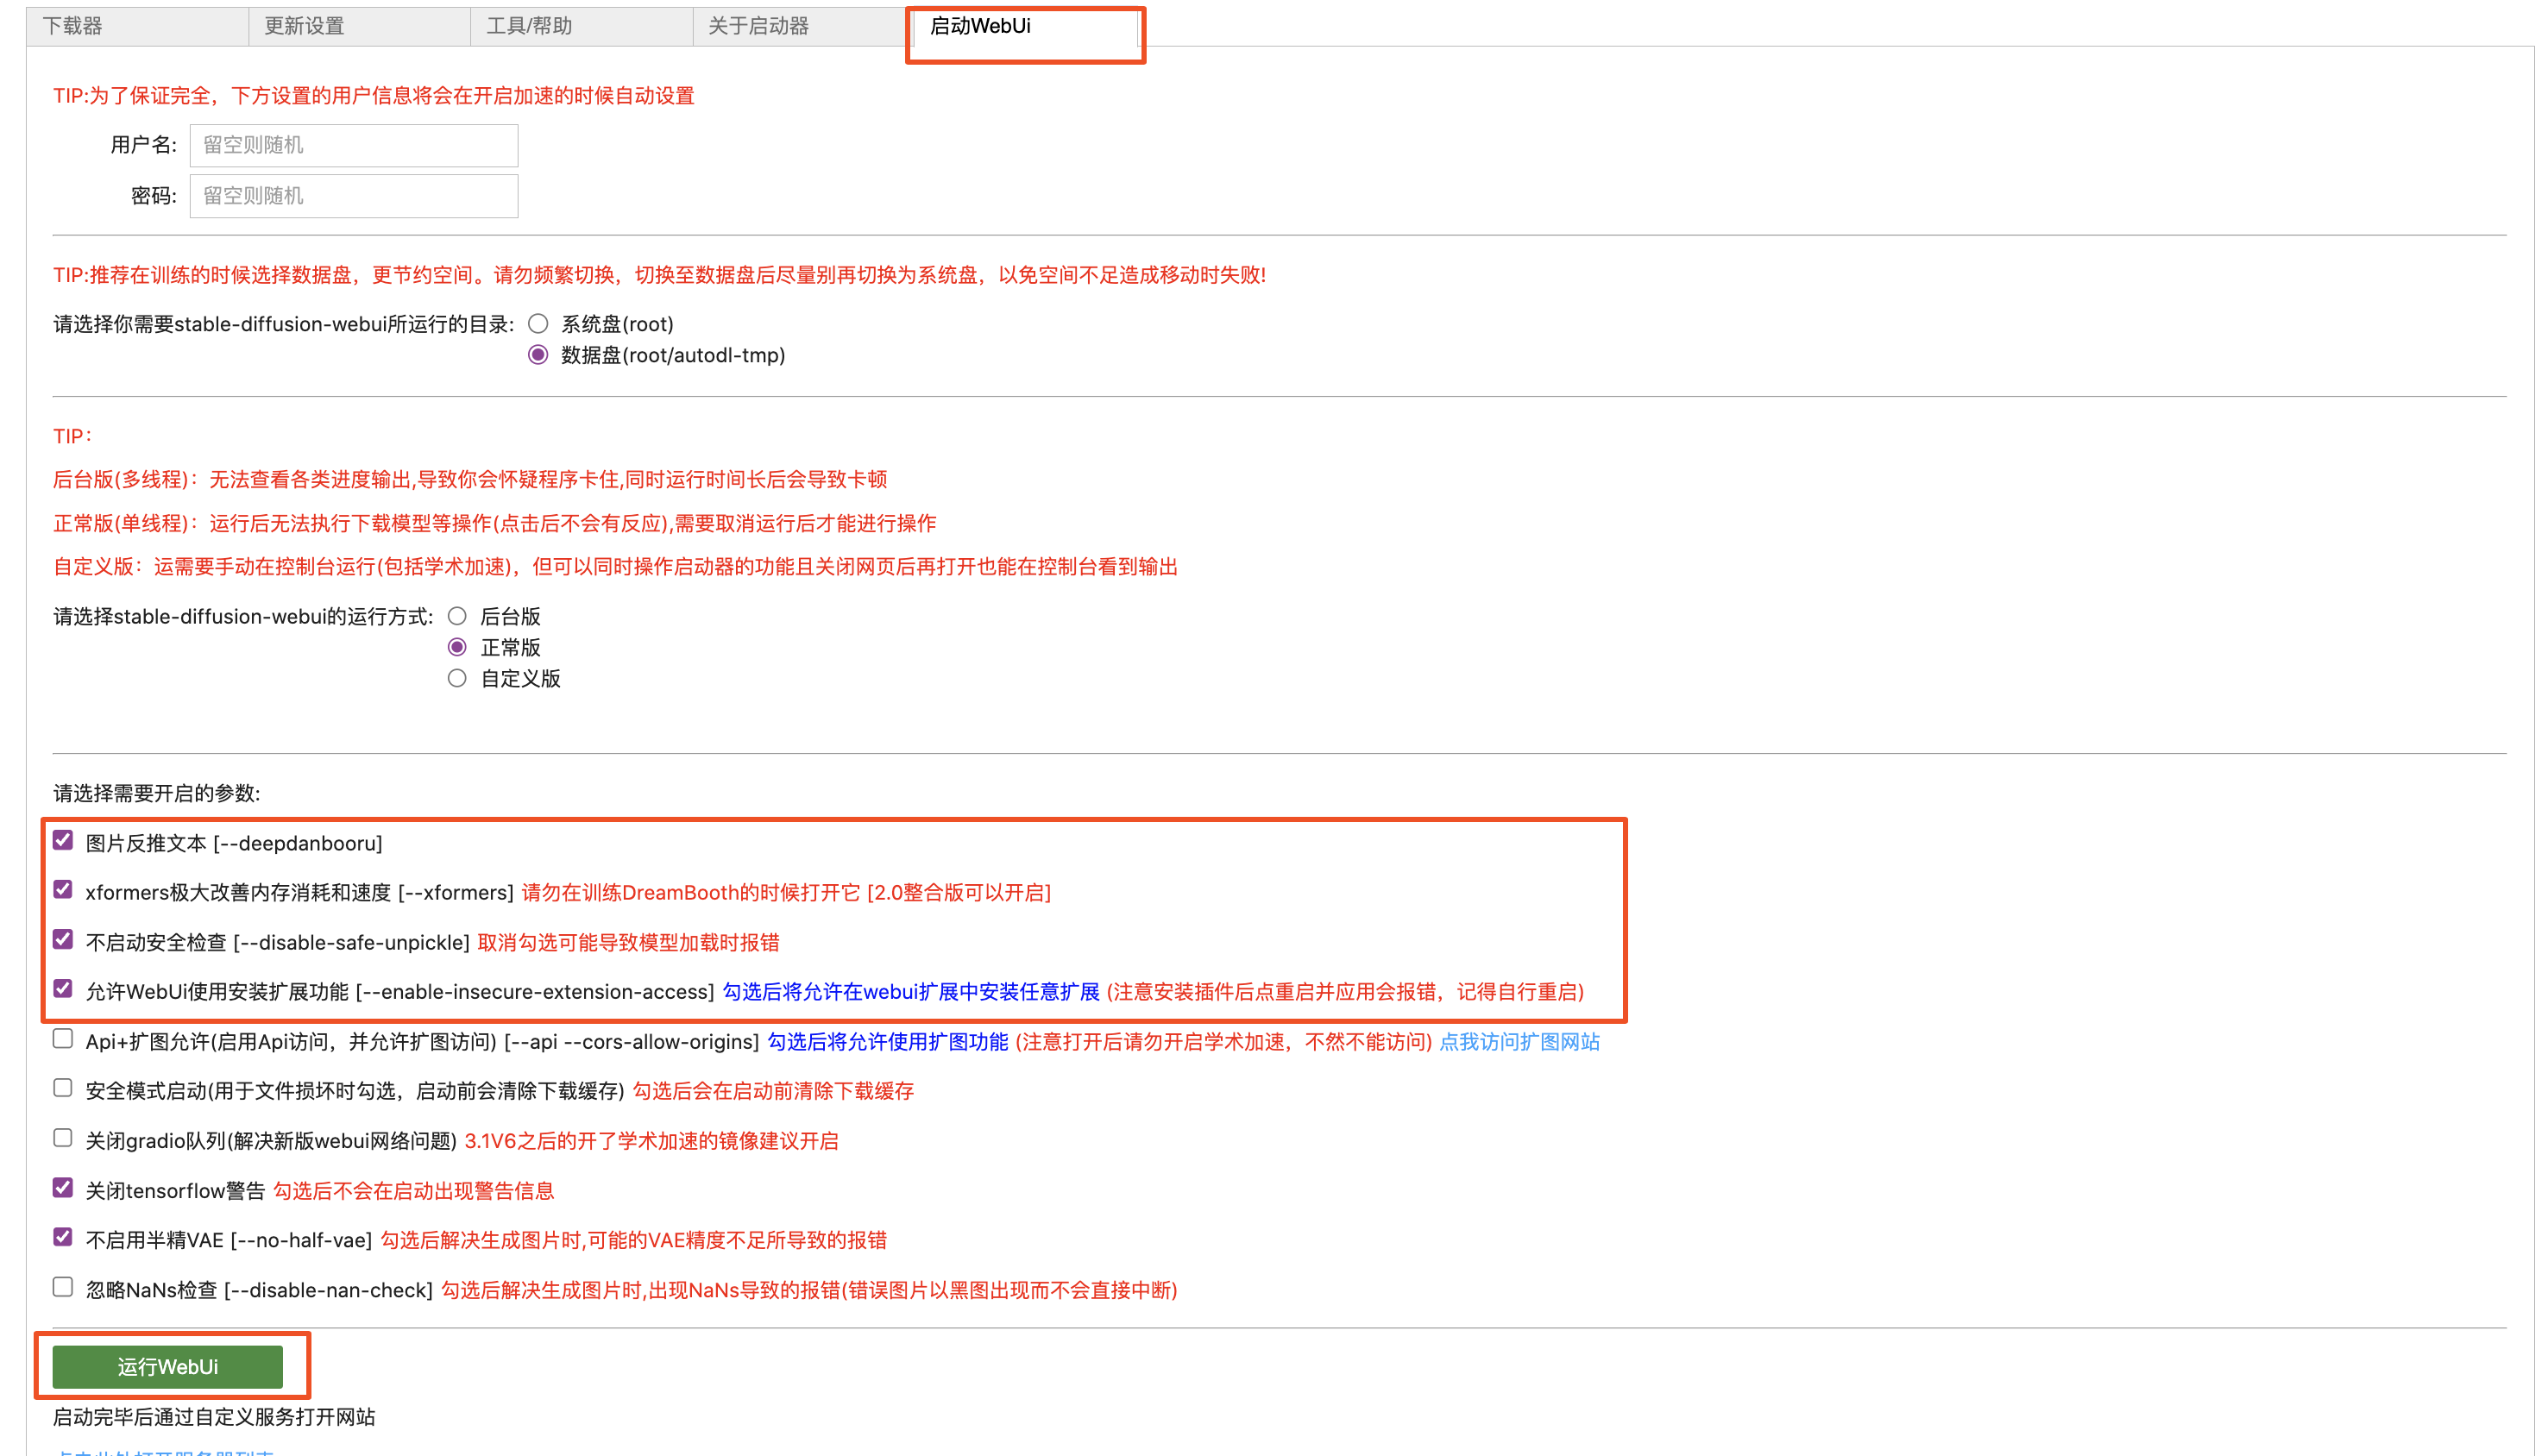 下载器
更新设置
工具/帮助
关于启动器
启动WebUi
TIP:为了保证完全，下方设置的用户信息将会在开启加速的时候自动设置
用户名: 留空则随机
密码: 留空则随机
TIP:推荐在训练的时候选择数据盘，更节约空间。请勿频繁切换，切换至数据盘后尽量别再切换为系统盘，以免空间不足造成移动时失败!
请选择你需要stable-diffusion-webui所运行的目录: 系统盘(root)
数据盘(root/autodl-tmp)
TIP：
后台版(多线程)：无法查看各类进度输出,导致你会怀疑程序卡住,同时运行时间长后会导致卡顿
正常版(单线程)：运行后无法执行下载模型等操作(点击后不会有反应),需要取消运行后才能进行操作
自定义版：运需要手动在控制台运行(包括学术加速)，但可以同时操作启动器的功能且关闭网页后再打开也能在控制台看到输出
请选择stable-diffusion-webui的运行方式: 后台版
正常版
自定义版
请选择需要开启的参数:
图片反推文本 [--deepdanbooru]
xformers极大改善内存消耗和速度 [--xformers] 请勿在训练DreamBooth的时候打开它 [2.0整合版可以开启]
不启动安全检查 [--disable-safe-unpickle] 取消勾选可能导致模型加载时报错
允许WebUi使用安装扩展功能 [--enable-insecure-extension-access] 勾选后将允许在webui扩展中安装任意扩展 (注意安装插件后点重启并应用会报错，记得自行重启)
Api+扩图允许(启用Api访问，并允许扩图访问) [--api --cors-allow-origins] 勾选后将允许使用扩图功能 (注意打开后请勿开启学术加速，不然不能访问) 点我访问扩图网站
安全模式启动(用于文件损坏时勾选，启动前会清除下载缓存) 勾选后会在启动前清除下载缓存
关闭gradio队列(解决新版webui网络问题) 3.1V6之后的开了学术加速的镜像建议开启
关闭tensorflow警告 勾选后不会在启动出现警告信息
不启用半精VAE [--no-half-vae] 勾选后解决生成图片时,可能的VAE精度不足所导致的报错
忽略NaNs检查 [--disable-nan-check] 勾选后解决生成图片时,出现NaNs导致的报错(错误图片以黑图出现而不会直接中断)
运行WebUi
启动完毕后通过自定义服务打开网站